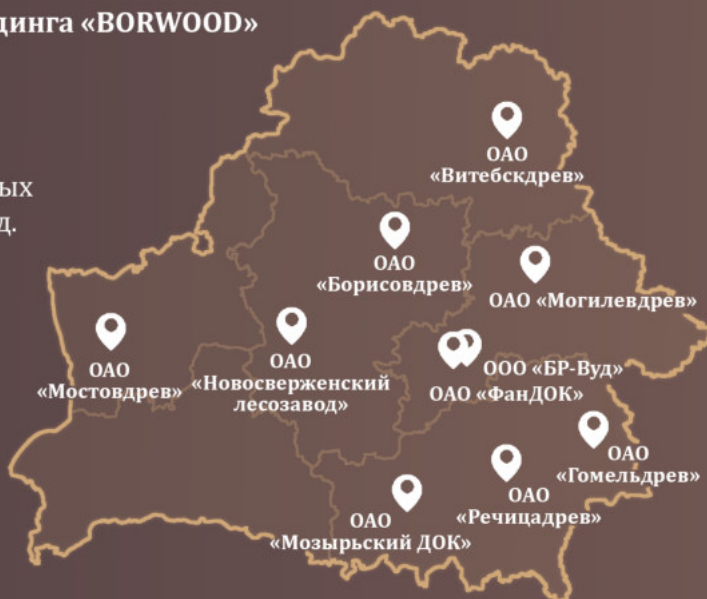 динга «BORWOOD»
ых
д.
ОАО
«Витебскдрев»
ОАО
«Борисовдрев»
ОАО «Могилевдрев»
ОАО
«Мостовдрев»
ОАО
«Новосверженский
лесозавод»
ООО «БР-Вуд»
ОАО «ФанДОК»
ОАО
«Гомельдрев»
ОАО
«Речицадрев»
ОАО
«Мозырьский ДОК»